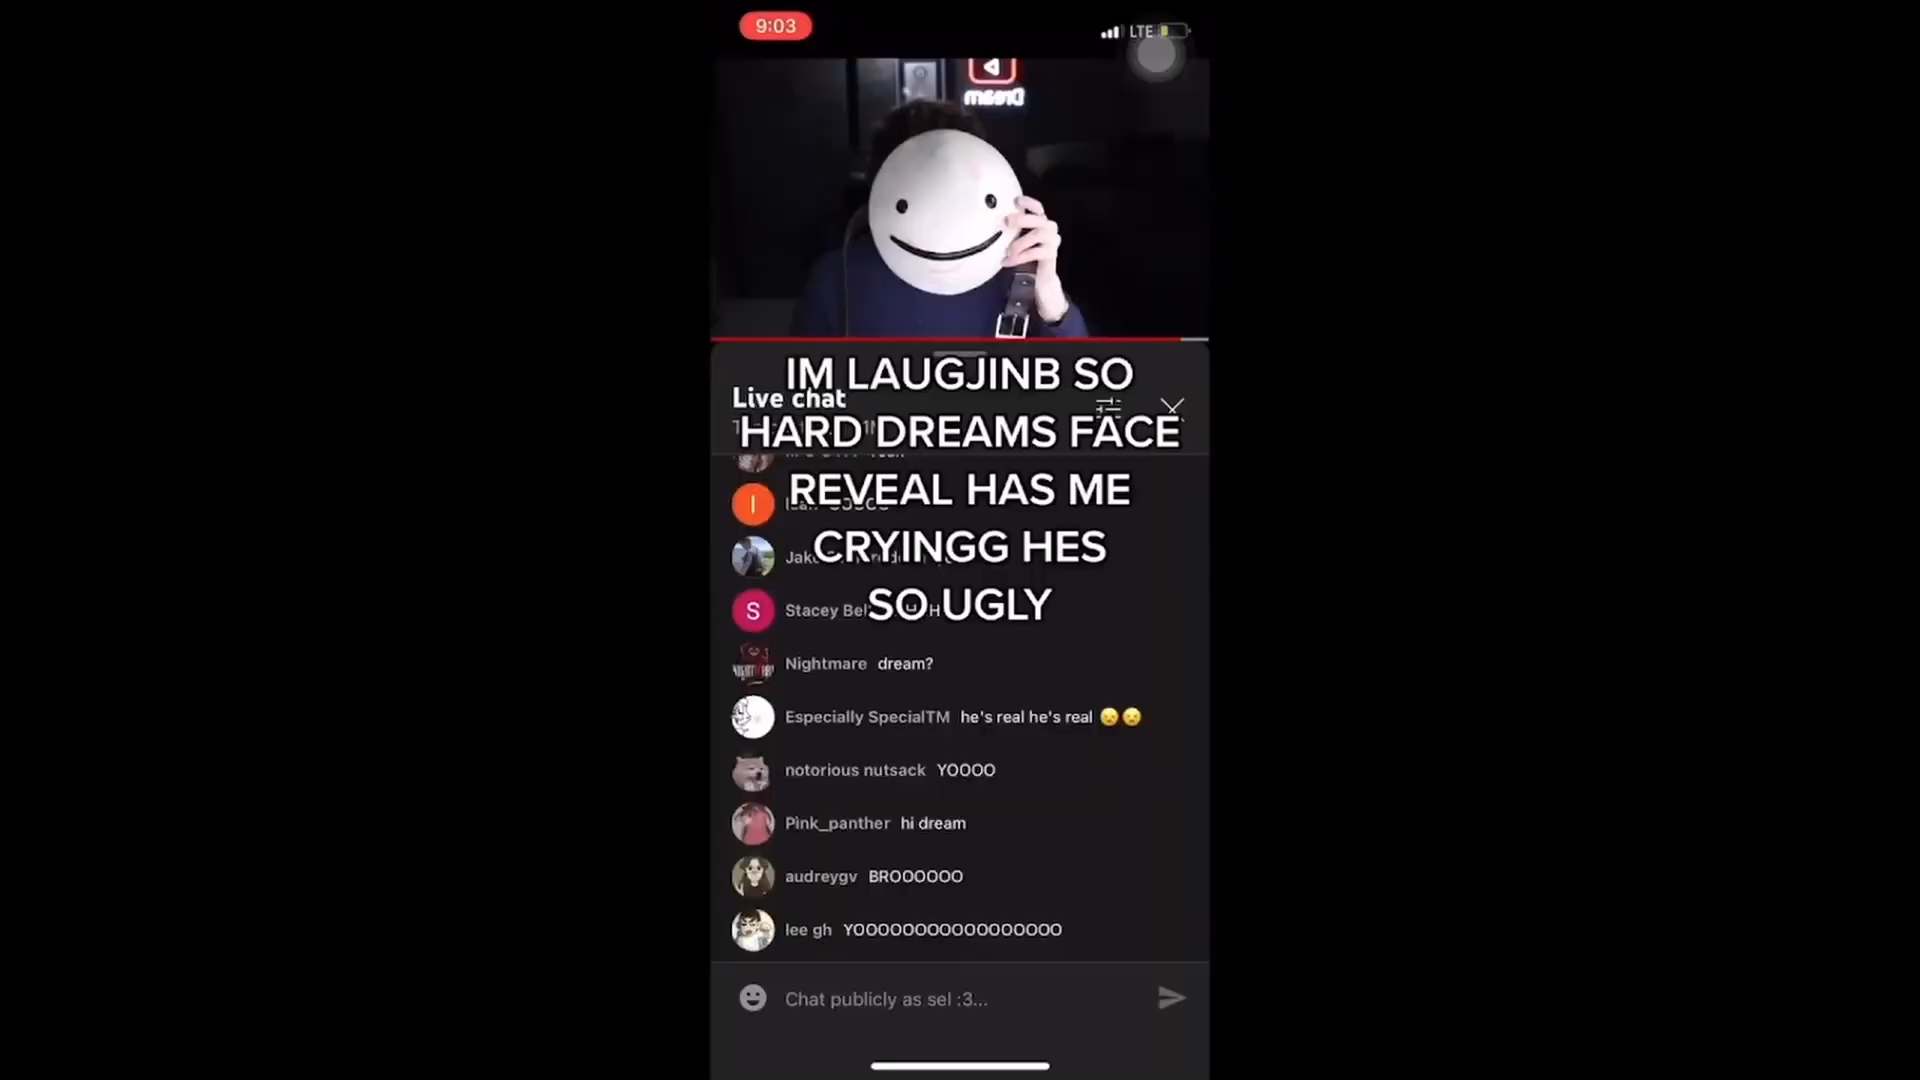 9:03
LTE
Dream
IM LAUGJINB SO
Live chat
HARD DREAMS FACE
REVEAL HAS ME
I
CRYINGG HES
SO UGLY
S Stacey
Nightmare dream?
Especially SpecialTM he's real he's real
notorious nutsack YOOOO
Pink_panther hi dream
audreygv BROOOOOO
lee gh YOOOOOOOOOOOOOOOOO
Chat publicly as sel :3...